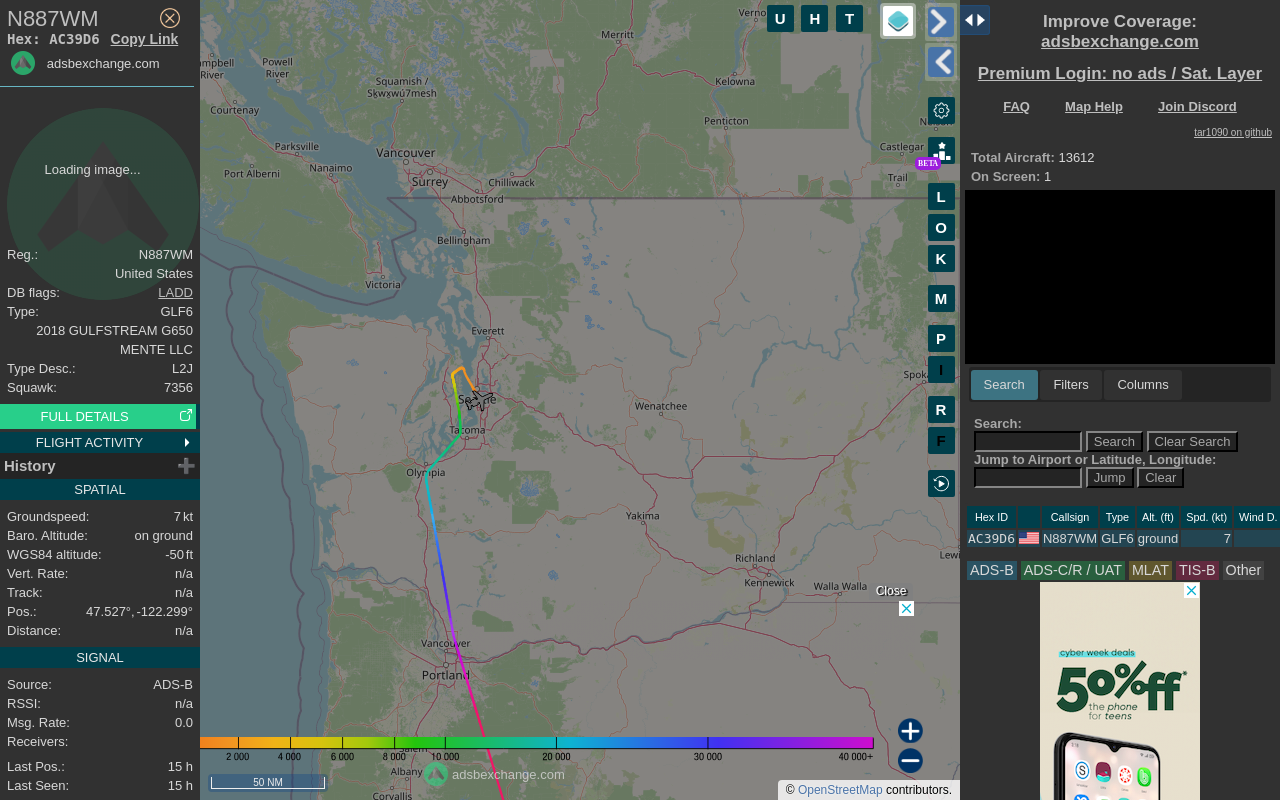 N887WM
Hex: AC39D6 Copy Link
adsbexchange.com
Loading image...
Reg.: N887WM
United States
DB flags: LADD
Type: GLF6
2018 GULFSTREAM G650
MENTE LLC
Type Desc.: L2J
Squawk: 7356
FULL DETAILS
FLIGHT ACTIVITY
History
SPATIAL
Groundspeed: 7 kt
Baro. Altitude: on ground
WGS84 altitude: -50 ft
Vert. Rate: n/a
Track: n/a
Pos.: 47.527°, -122.299°
Distance: n/a
SIGNAL
Source: ADS-B
RSSI: n/a
Msg. Rate: 0.0
Receivers:
Last Pos.: 15 h
Last Seen: 15 h
River
Powell
River
Squamish /
Sḵwx̱wú7mesh
Merritt
Kelowna
Courtenay
Penticton
Parksville
Nanaimo
Vancouver
Port Alberni
Surrey
Chilliwack
Abbotsford
Castlegar
Trail
Bellingham
Victoria
Everett
Tacoma
Olympia
Wenatchee
Yakima
Richland
Kennewick
Walla Walla
Vancouver
Portland
Albany
Corvallis
U H T
BETA
L
O
K
M
P
I
R
F
Close
2 000 4 000 6 000 8 000 10 000 20 000 30 000 40 000+
adsbexchange.com
50 NM
© OpenStreetMap contributors.
Improve Coverage:
adsbexchange.com
Premium Login: no ads / Sat. Layer
FAQ Map Help Join Discord
tar1090 on github
Total Aircraft: 13612
On Screen: 1
Search Filters Columns
Search:
Search Clear Search
Jump to Airport or Latitude, Longitude:
Jump Clear
Hex ID Callsign Type Alt. (ft) Spd. (kt) Wind D.
AC39D6 N887WM GLF6 ground 7
ADS-B ADS-C/R / UAT MLAT TIS-B Other
cyber week deals
50%off*
the phone
for teens